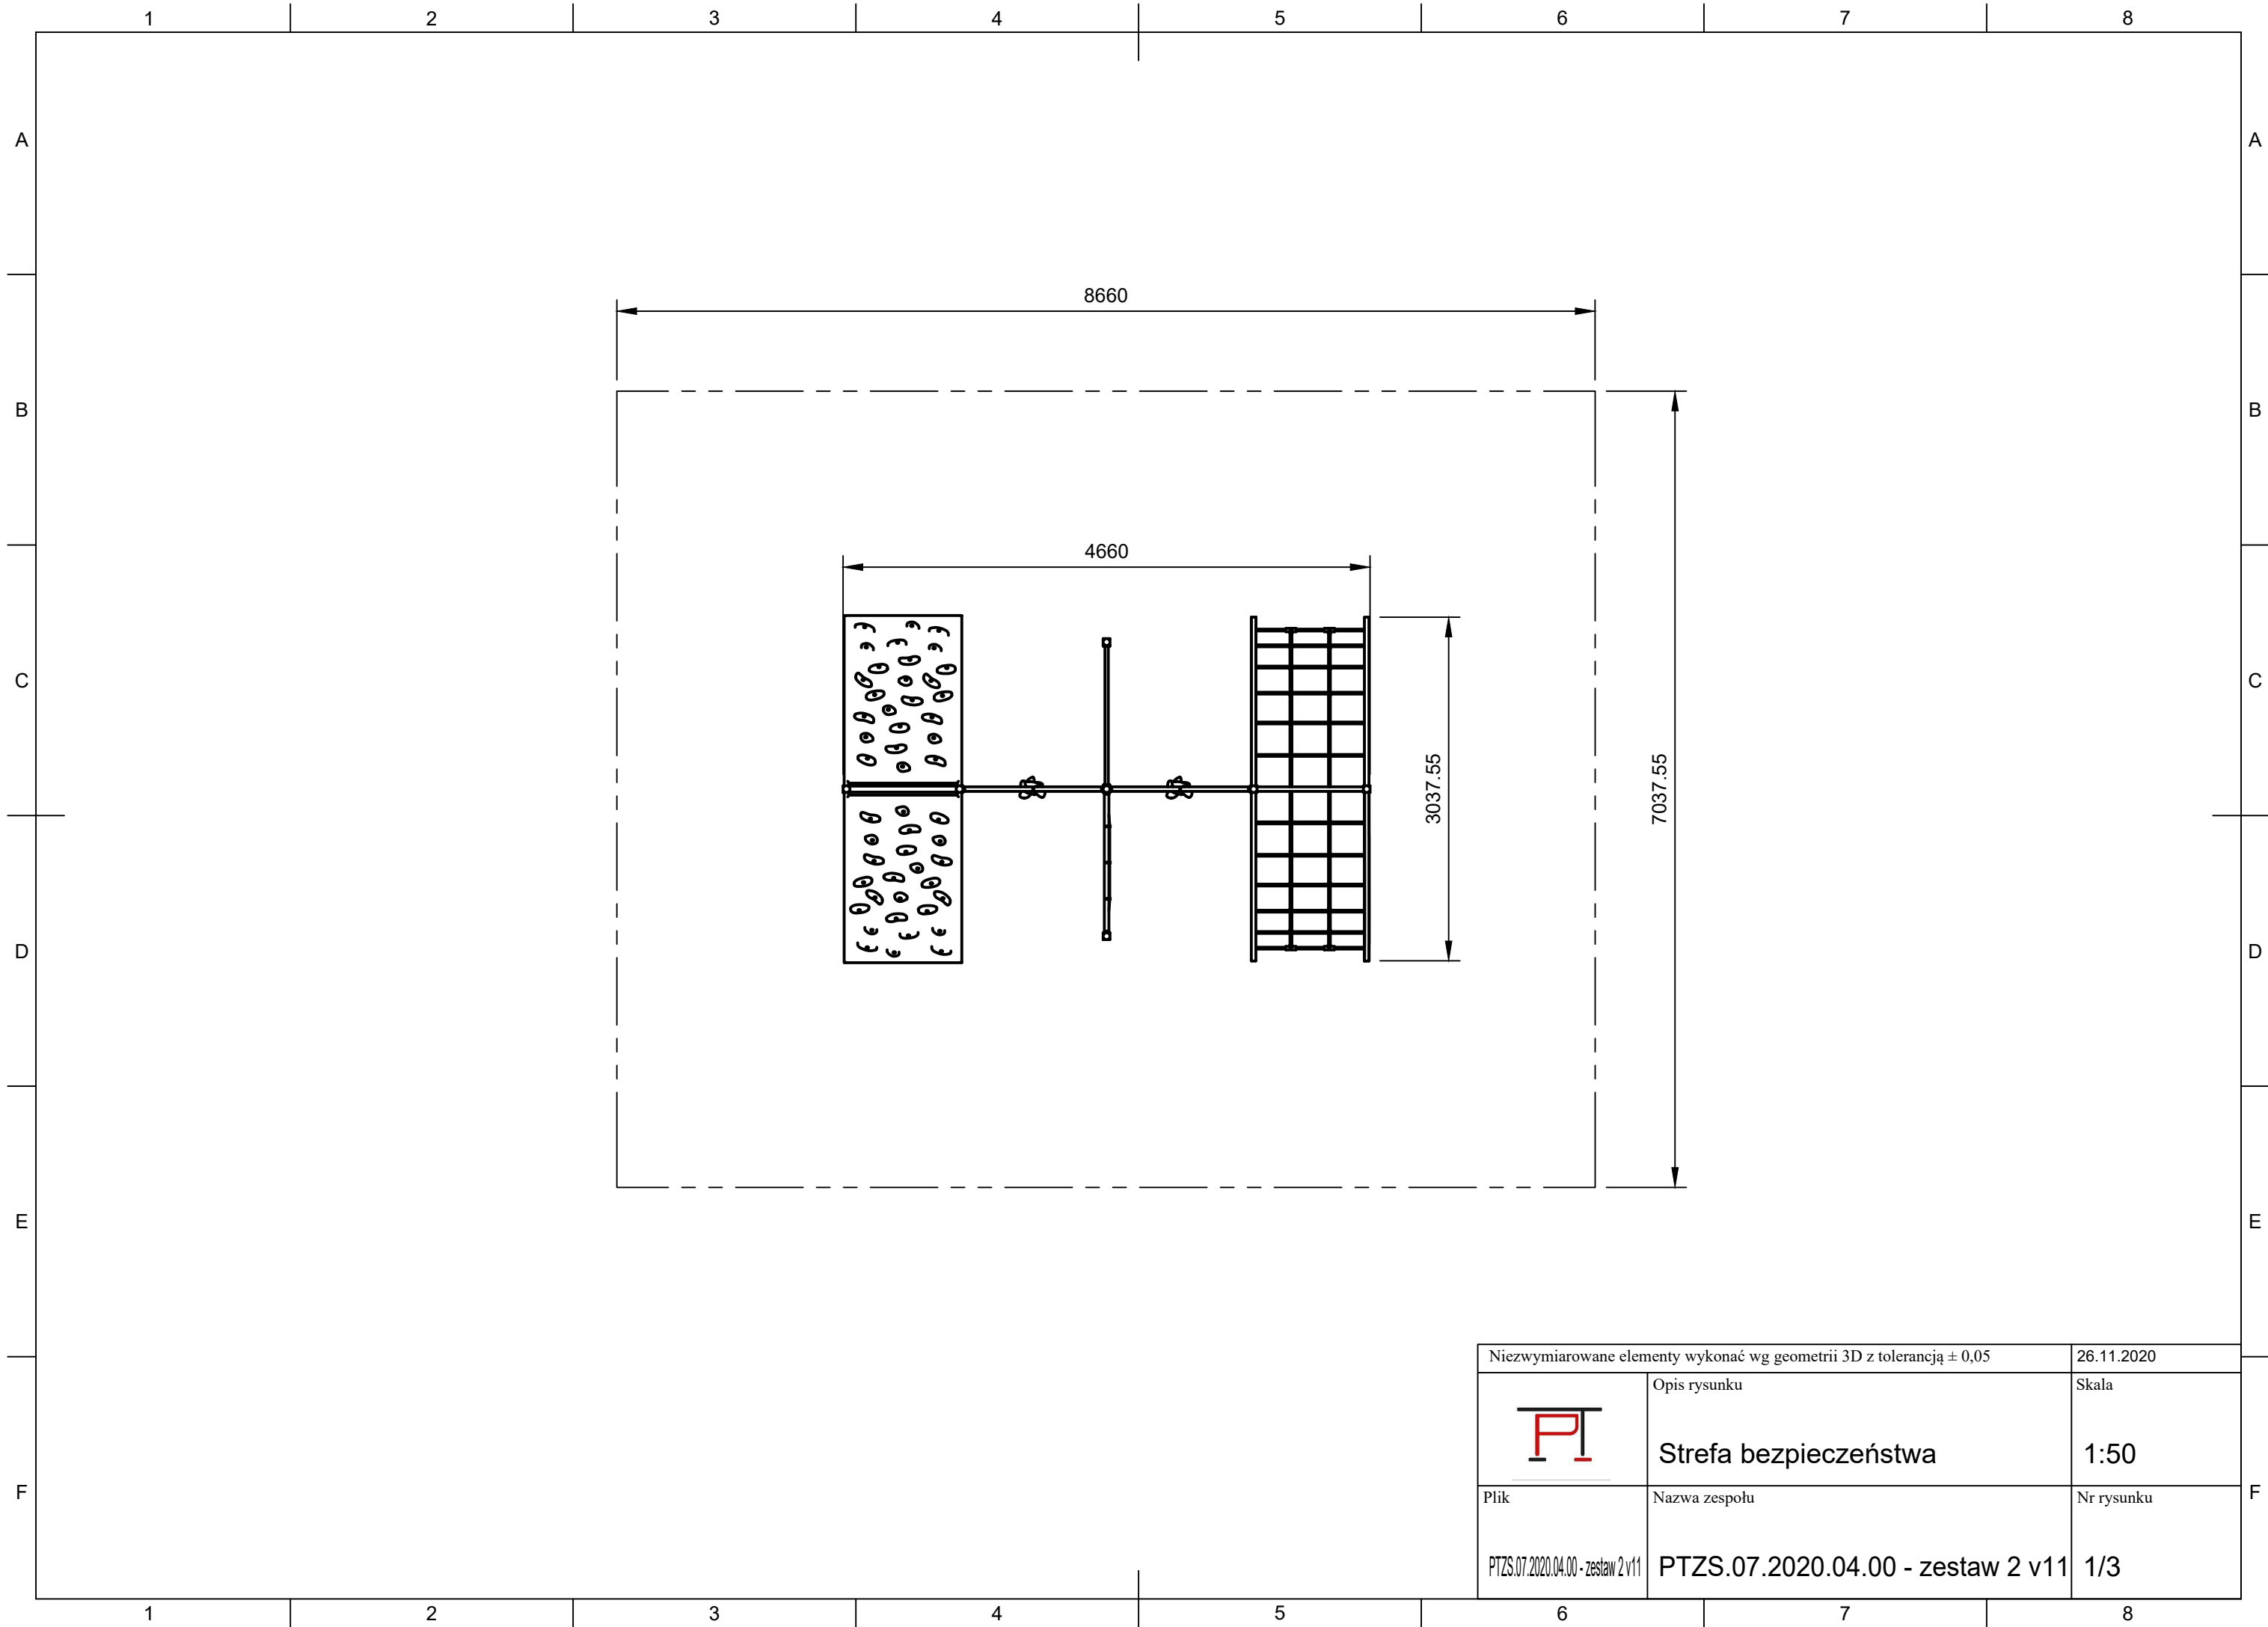 1 2 3 4 5 6 7 8
A A
8660
B B
4660
C C
3037.55
7037.55
D D
E E
Niezwymiarowane elementy wykonać wg geometrii 3D z tolerancją ± 0,05 26.11.2020
Opis rysunku Skala
PT
Strefa bezpieczeństwa 1:50
F F
Plik Nazwa zespołu Nr rysunku
PTZS.07.2020.04.00 - zestaw 2 v11 PTZS.07.2020.04.00 - zestaw 2 v11 1/3
1 2 3 4 5 6 7 8